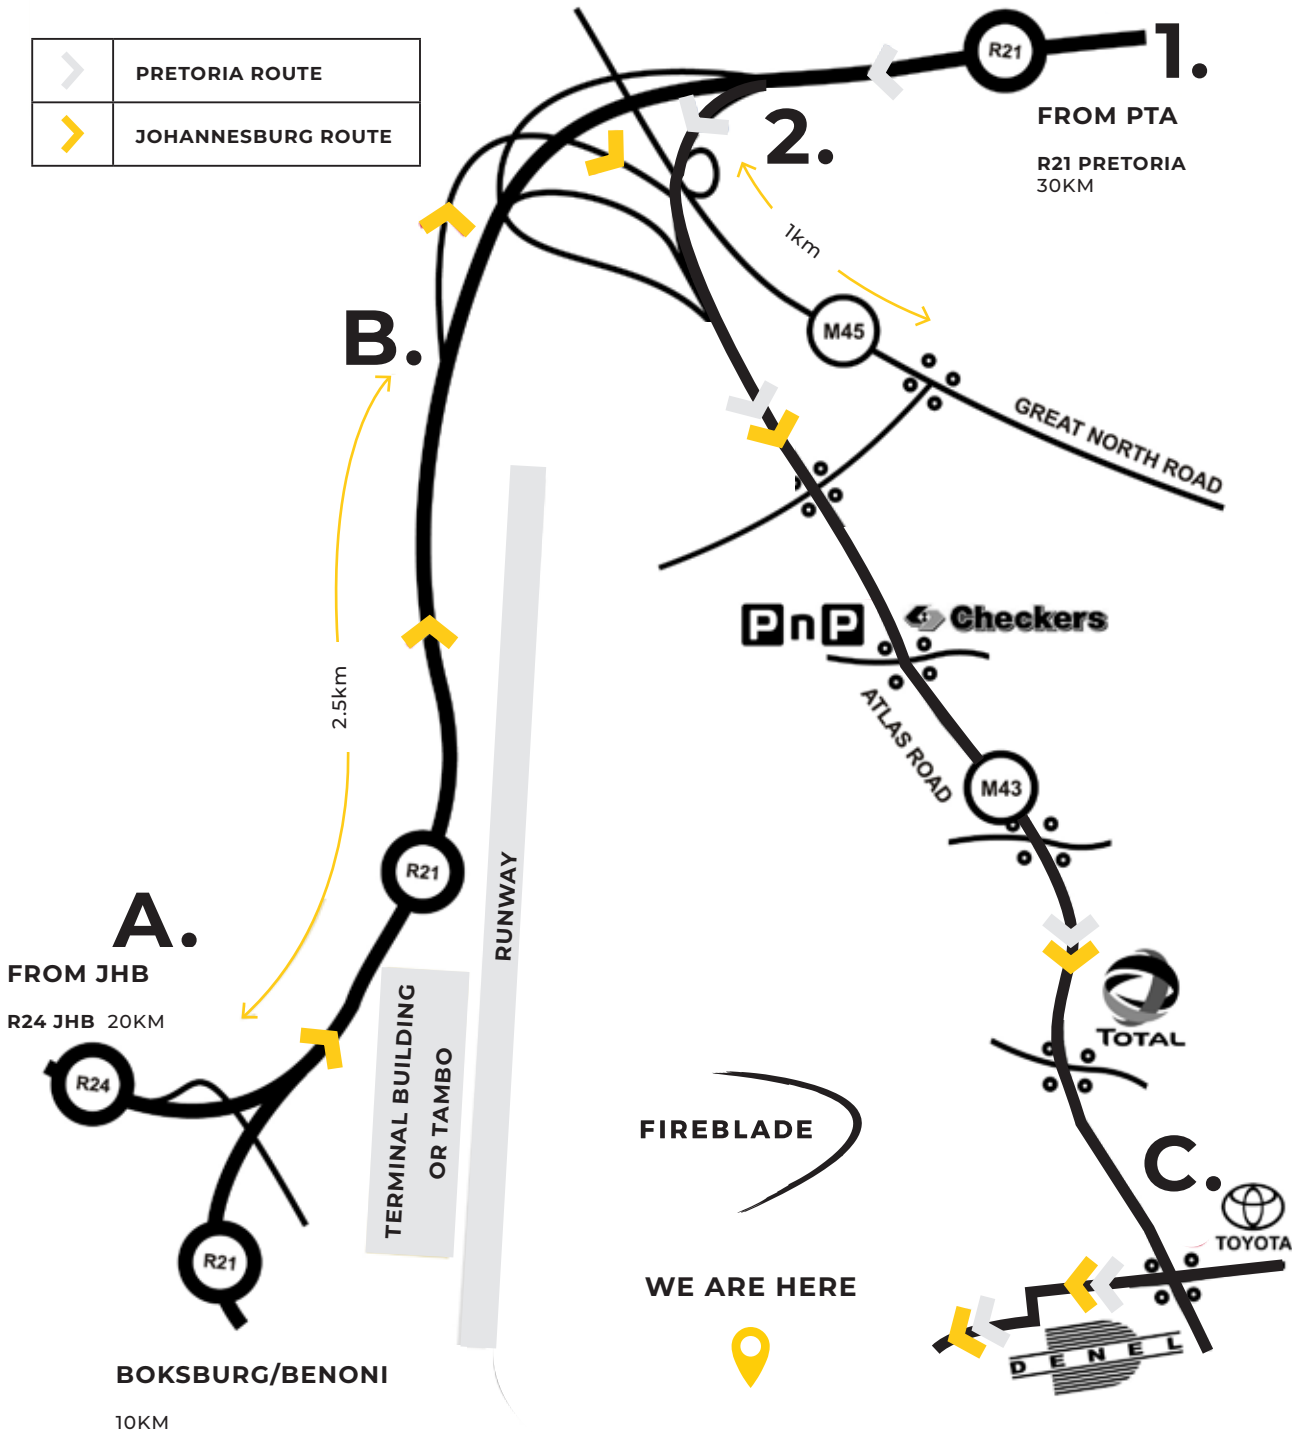 PRETORIA ROUTE
JOHANNESBURG ROUTE
R21
1.
FROM PTA
R21 PRETORIA
30KM
2.
1km
B.
M45
GREAT NORTH ROAD
2.5km
PnP
Checkers
ATLAS ROAD
M43
R21
RUNWAY
A.
FROM JHB
R24 JHB 20KM
R24
TERMINAL BUILDING
OR TAMBO
TOTAL
FIREBLADE
C.
TOYOTA
R21
WE ARE HERE
DENEL
BOKSBURG/BENONI
10KM